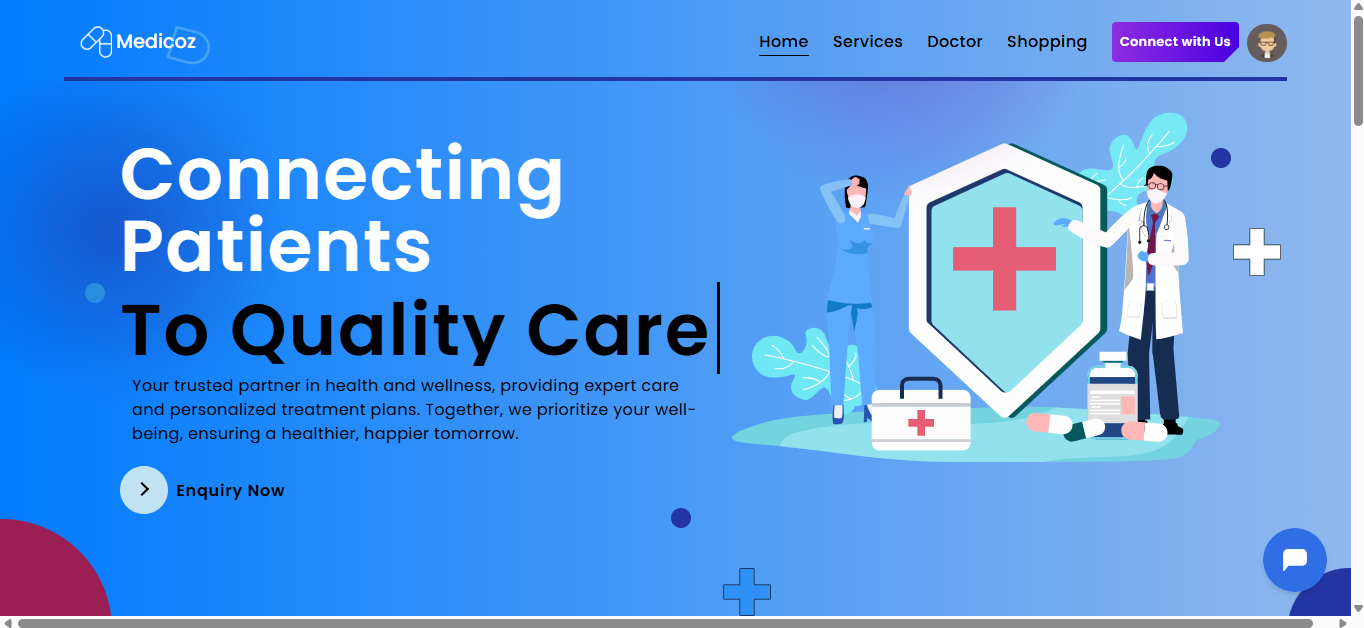 Medicoz
Home
Services
Doctor
Shopping
Connect with Us
Connecting
Patients
To Quality Care
Your trusted partner in health and wellness, providing expert care
and personalized treatment plans. Together, we prioritize your well-
being, ensuring a healthier, happier tomorrow.
Enquiry Now